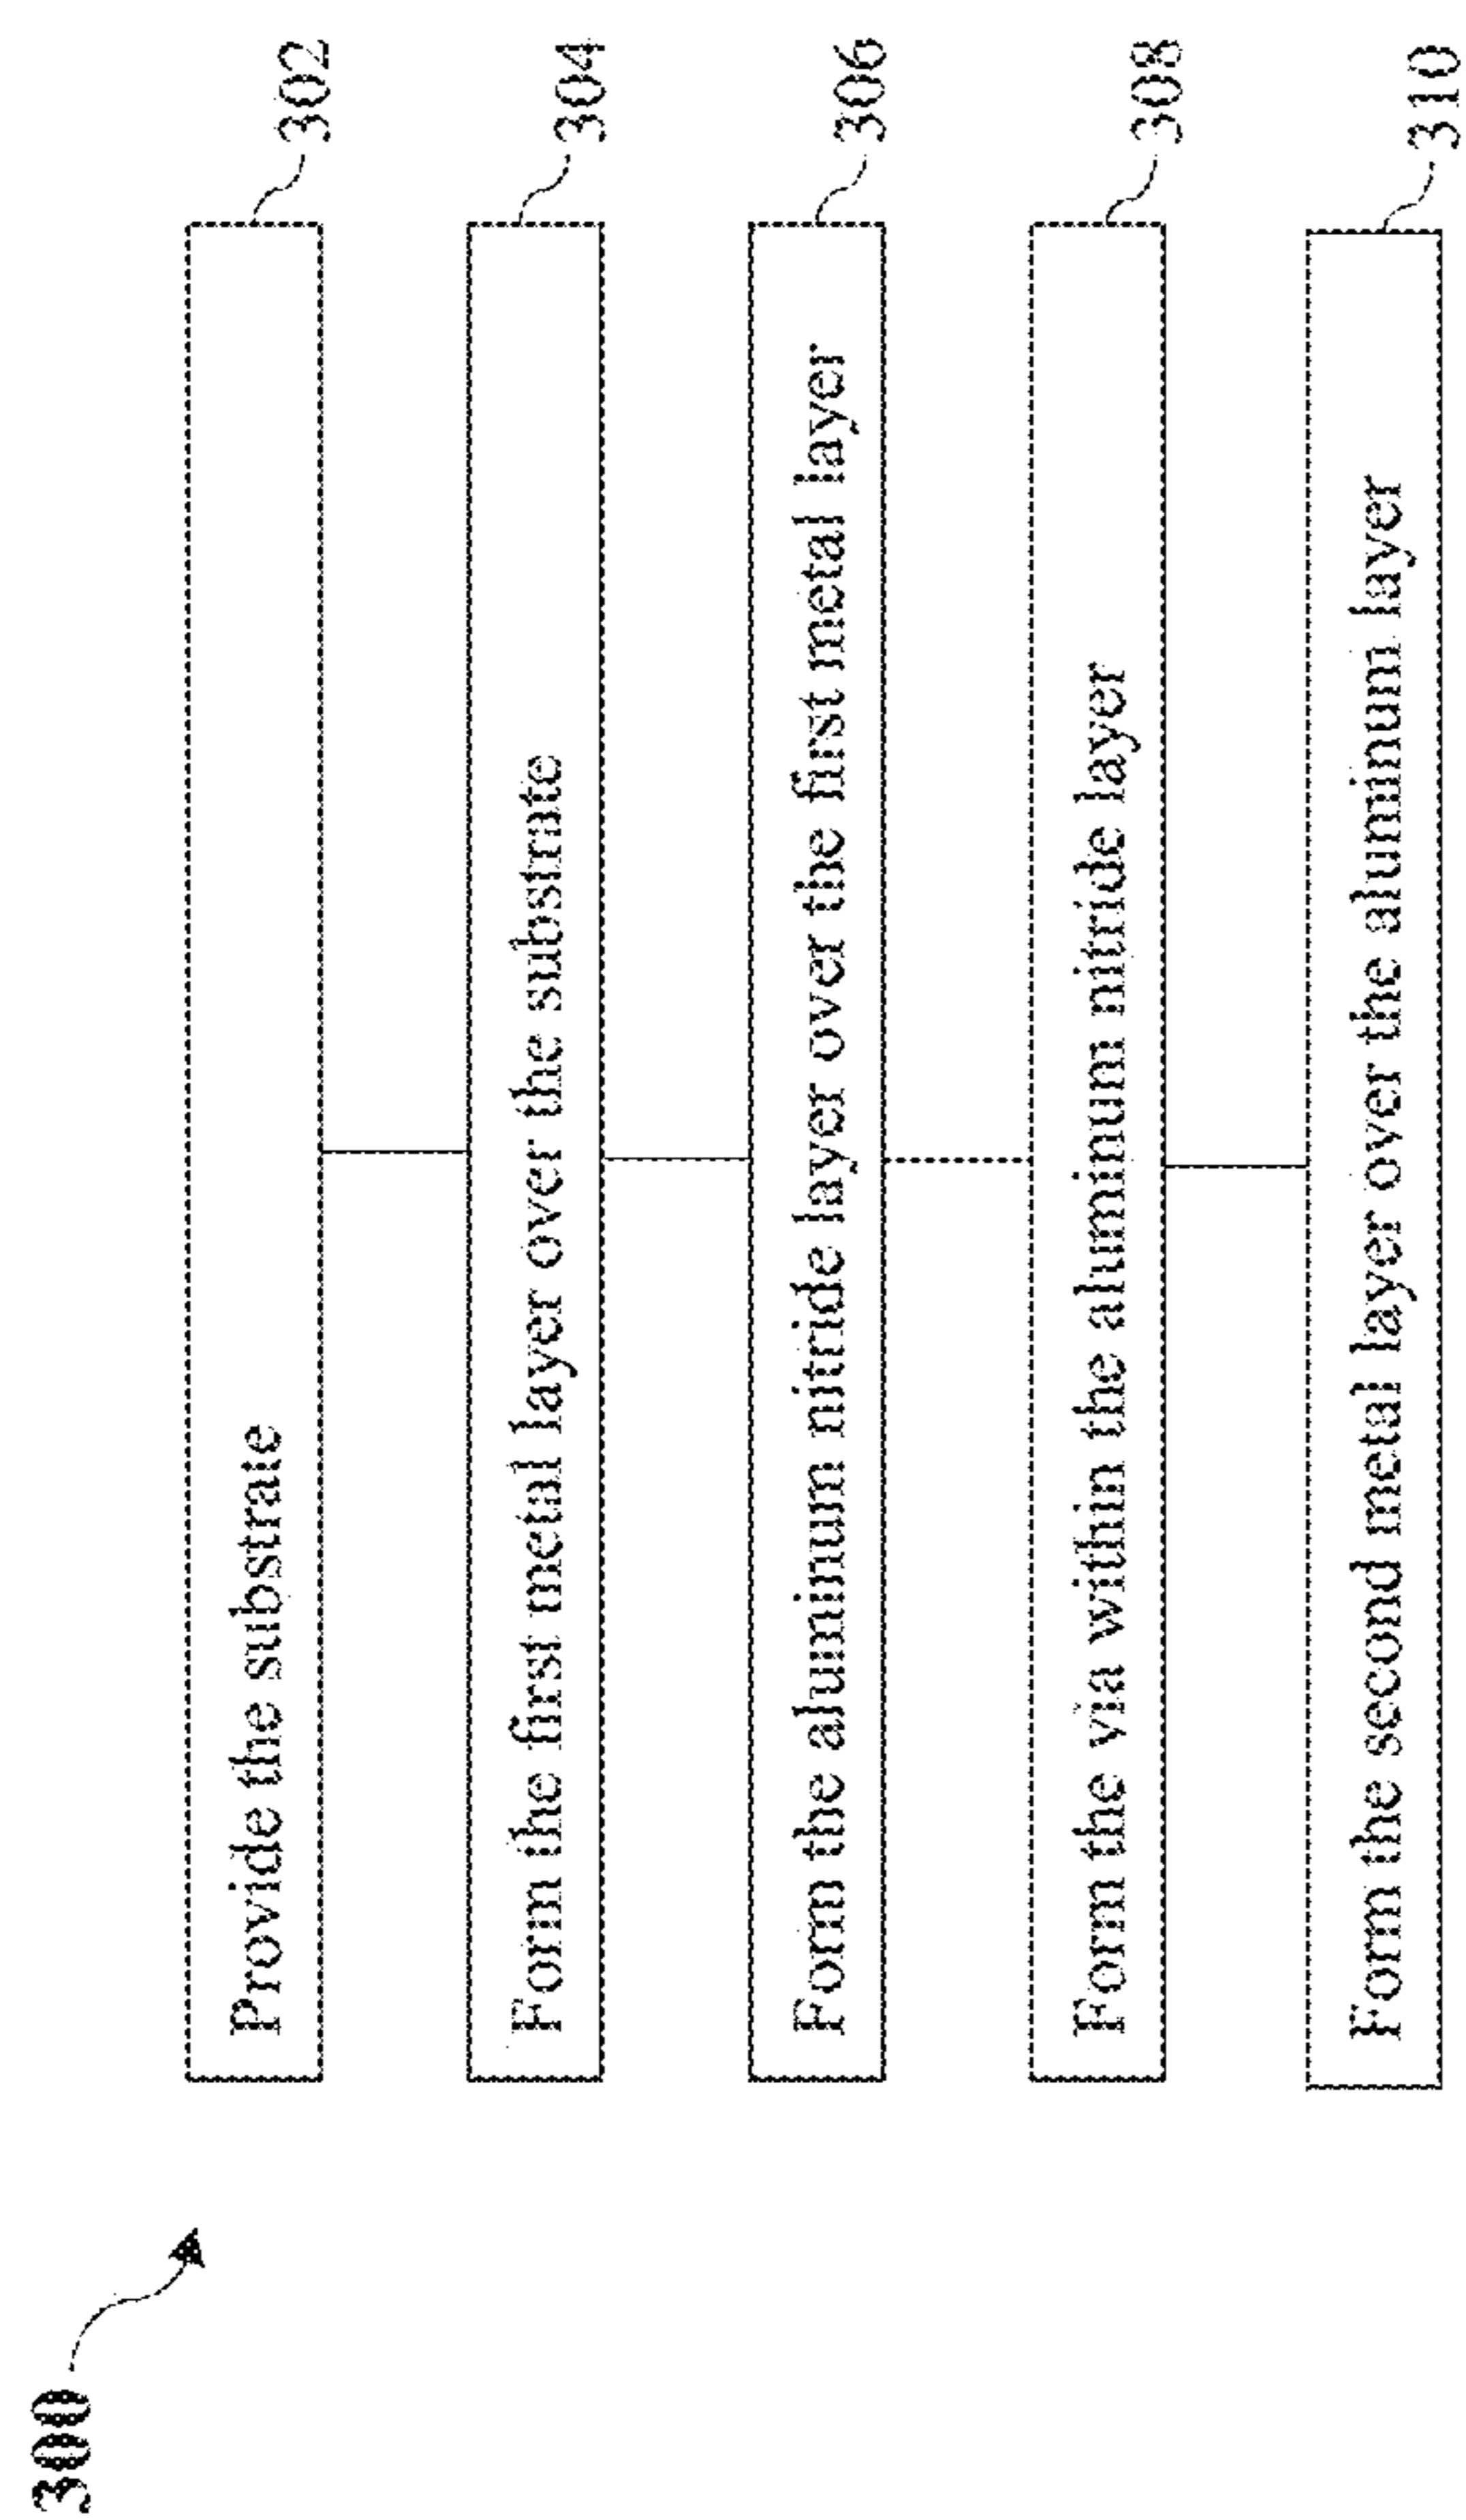 300
Provide the substrate
302
Form the first metal layer over the substrate
304
Form the aluminum nitride layer over the first metal layer
306
Form the via within the aluminum nitride layer
308
Form the second metal layer over the aluminum layer
310